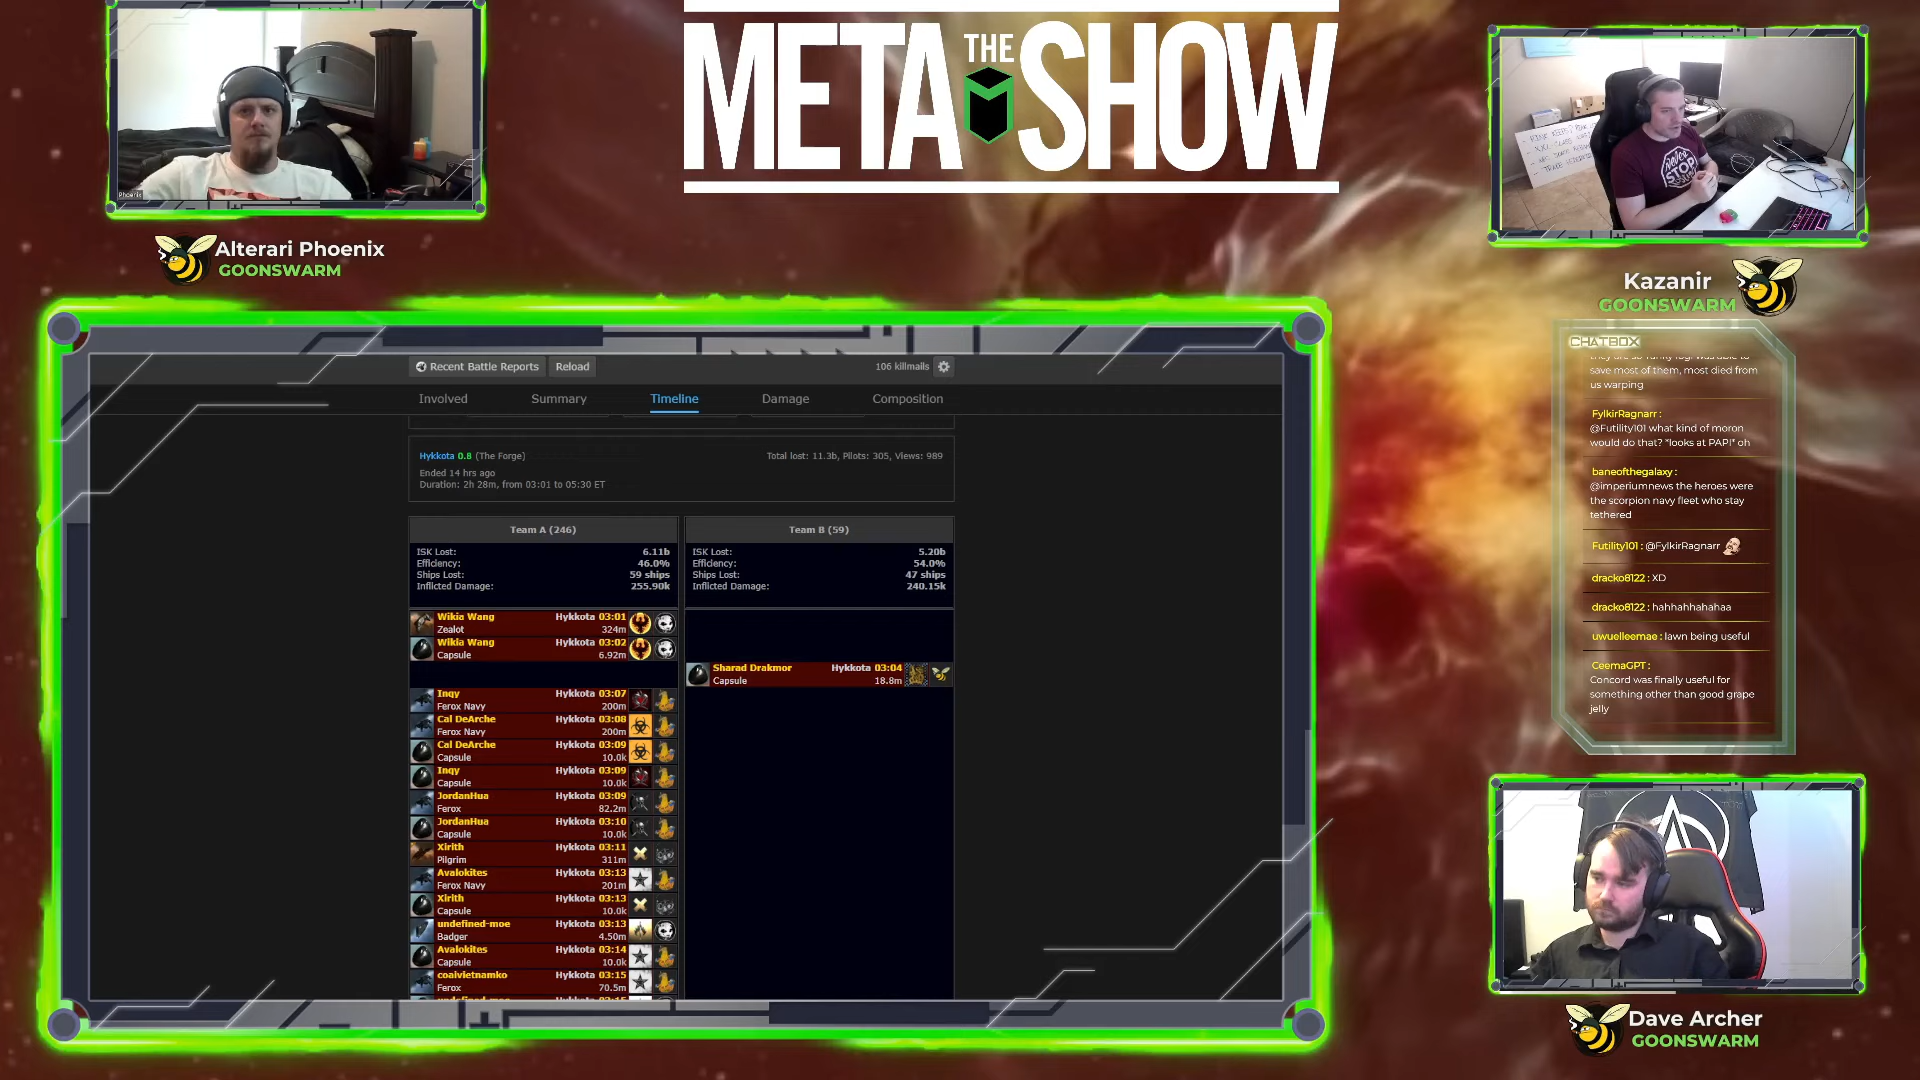 META THE SHOW
Phoenix
Alterari Phoenix
GOONSWARM
NEVER
STOP
Kazanir
GOONSWARM
Recent Battle Reports
Reload
106 killmails
Involved
Summary
Timeline
Damage
Composition
Hykkota 0.8 (The Forge)
Total lost: 11.3b, Pilots: 305, Views: 989
Ended 14 hrs ago
Duration: 2h 28m, from 03:01 to 05:30 ET
Team A (246)
ISK Lost: 6.11b
Efficiency: 46.0%
Ships Lost: 59 ships
Inflicted Damage: 255.90k
Wikia Wang Hykkota 03:01
Zealot 324m
Wikia Wang Hykkota 03:02
Capsule 6.92m
Inqy Hykkota 03:07
Ferox Navy 200m
Cal DeArche Hykkota 03:08
Ferox Navy 200m
Cal DeArche Hykkota 03:09
Capsule 10.0k
Inqy Hykkota 03:09
Capsule 10.0k
JordanHua Hykkota 03:09
Ferox 82.2m
JordanHua Hykkota 03:10
Capsule 10.0k
Xirith Hykkota 03:11
Pilgrim 311m
Avalokites Hykkota 03:13
Ferox Navy 201m
Xirith Hykkota 03:13
Capsule 10.0k
undefined-moe Hykkota 03:13
Badger 4.50m
Avalokites Hykkota 03:14
Capsule 10.0k
coalvietnamko Hykkota 03:15
Ferox 70.5m
Team B (59)
ISK Lost: 5.20b
Efficiency: 54.0%
Ships Lost: 47 ships
Inflicted Damage: 240.15k
Sharad Drakmor Hykkota 03:04
Capsule 18.8m
CHATBOX
save most of them, most died from
us warping
FylkirRagnarr :
@Futility101 what kind of moron
would do that? *looks at PAPI* oh
baneofthegalaxy :
@imperiumnews the heroes were
the scorpion navy fleet who stay
tethered
Futility101 : @FylkirRagnarr
dracko8122 : XD
dracko8122 : hahhahhahahaa
uwuelleemae : lawn being useful
CeemaGPT :
Concord was finally useful for
something other than good grape
jelly
Dave Archer
GOONSWARM